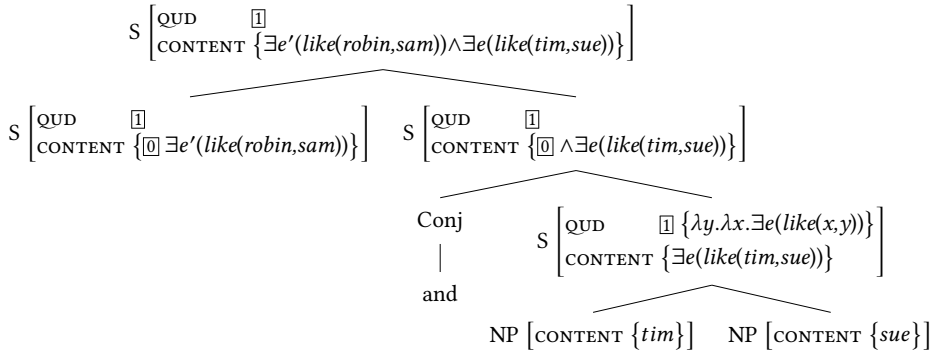 S [QUD [1]
CONTENT {∃e′(like(robin,sam))∧∃e(like(tim,sue))}]
S [QUD [1]
CONTENT {[0] ∃e′(like(robin,sam))}]
S [QUD [1]
CONTENT {[0] ∧∃e(like(tim,sue))}]
Conj
and
S [QUD [1] {λy.λx.∃e(like(x,y))}
CONTENT {∃e(like(tim,sue))}]
NP [CONTENT {tim}] NP [CONTENT {sue}]